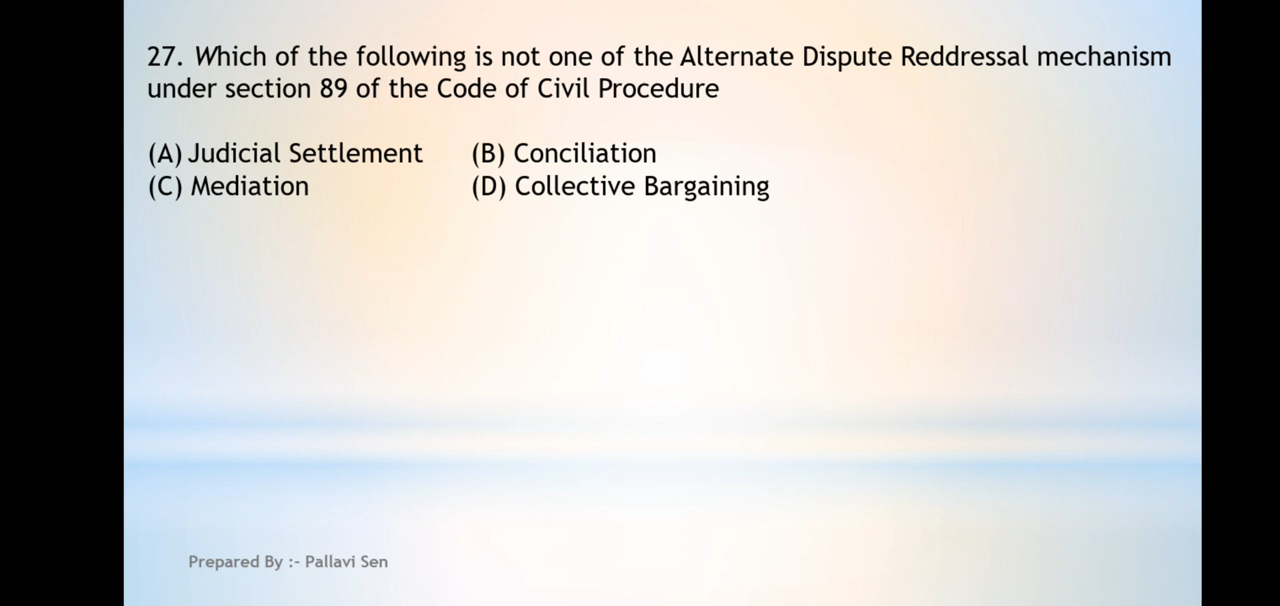 27. Which of the following is not one of the Alternate Dispute Reddressal mechanism
under section 89 of the Code of Civil Procedure
(A) Judicial Settlement (B) Conciliation
(C) Mediation (D) Collective Bargaining
Prepared By :- Pallavi Sen